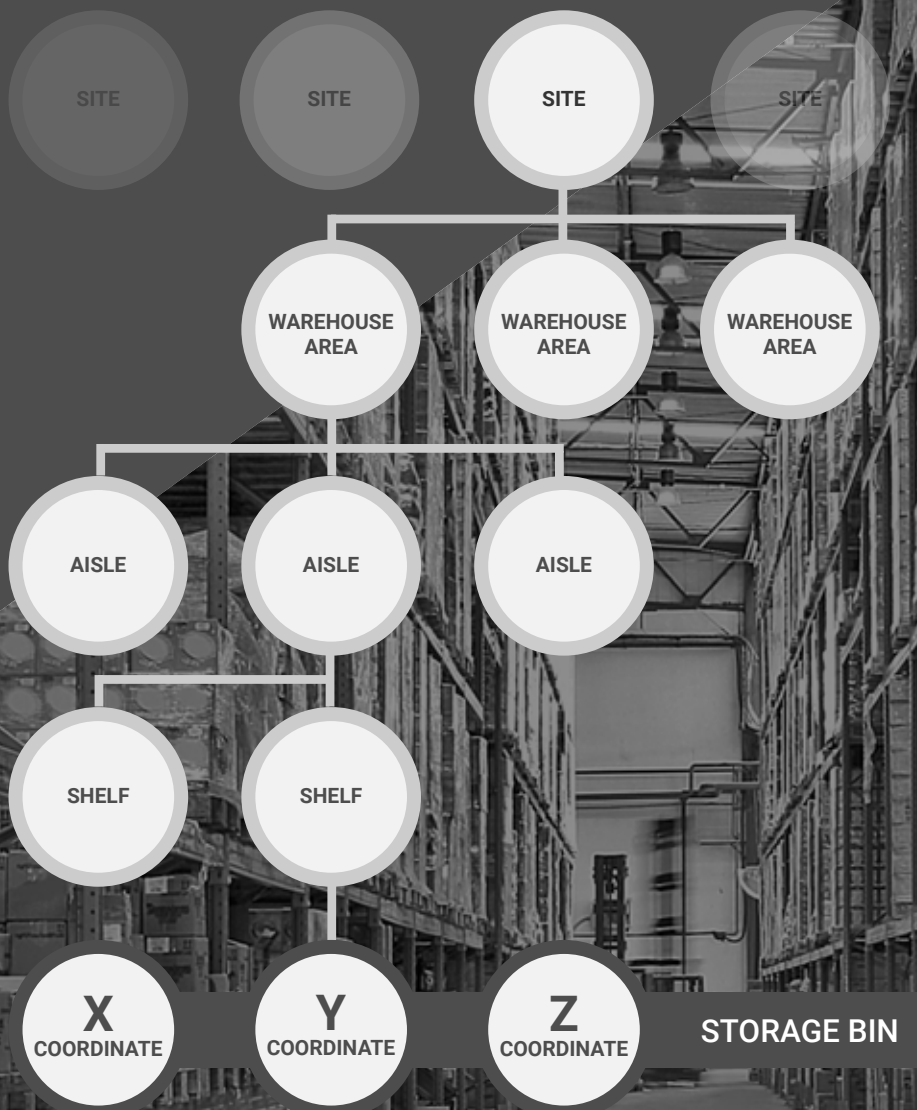 SITE
SITE
SITE
SITE
WAREHOUSE
AREA
WAREHOUSE
AREA
WAREHOUSE
AREA
AISLE
AISLE
AISLE
SHELF
SHELF
X
COORDINATE
Y
COORDINATE
Z
COORDINATE
STORAGE BIN